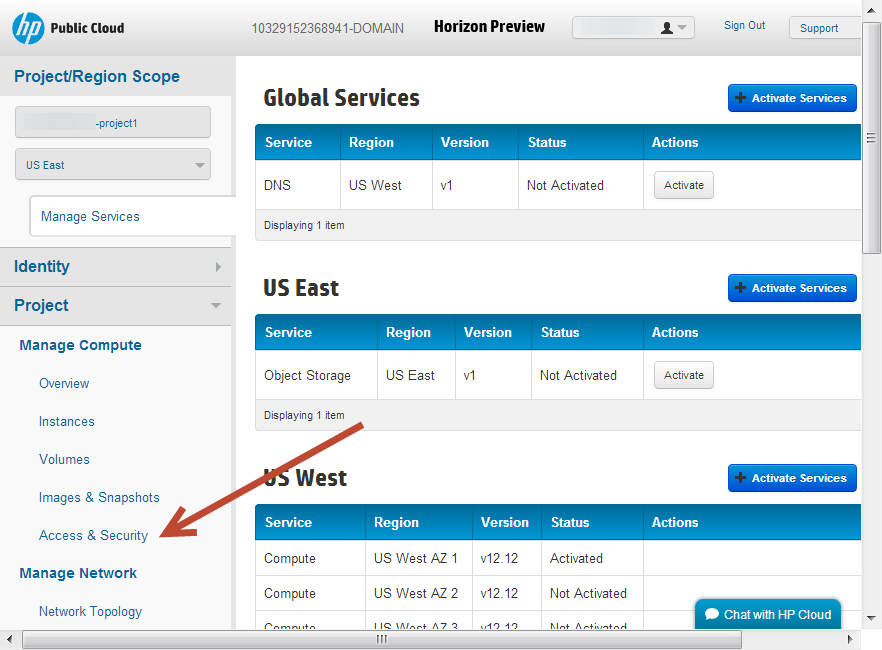 hp Public Cloud
10329152368941-DOMAIN
Horizon Preview
Sign Out
Support
Project/Region Scope
-project1
US East
Manage Services
Identity
Project
Manage Compute
Overview
Instances
Volumes
Images & Snapshots
Access & Security
Manage Network
Network Topology
Global Services
Activate Services
Service Region Version Status Actions
DNS US West v1 Not Activated Activate
Displaying 1 item
US East
Activate Services
Service Region Version Status Actions
Object Storage US East v1 Not Activated Activate
Displaying 1 item
US West
Activate Services
Service Region Version Status Actions
Compute US West AZ 1 v12.12 Activated
Compute US West AZ 2 v12.12 Not Activated
Compute US West AZ 3 v12.12 Not Activated
Chat with HP Cloud